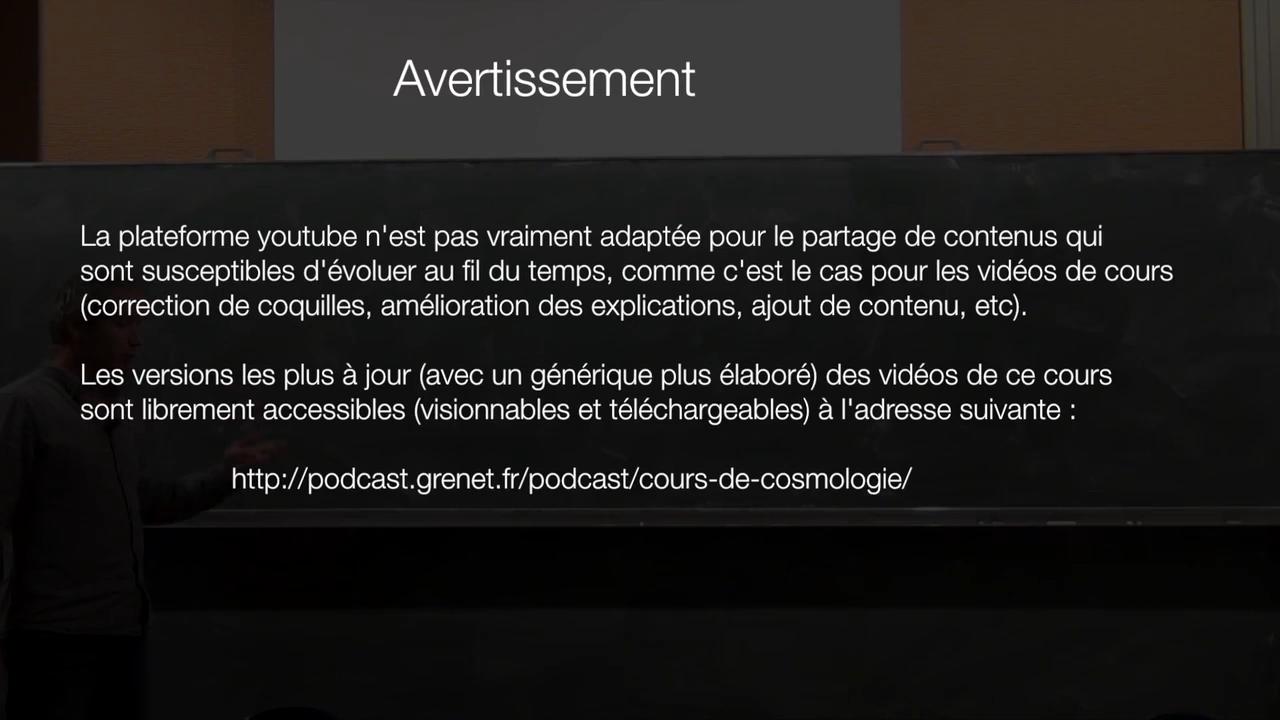 Avertissement
La plateforme youtube n'est pas vraiment adaptée pour le partage de contenus qui
sont susceptibles d'évoluer au fil du temps, comme c'est le cas pour les vidéos de cours
(correction de coquilles, amélioration des explications, ajout de contenu, etc).
Les versions les plus à jour (avec un générique plus élaboré) des vidéos de ce cours
sont librement accessibles (visionnables et téléchargeables) à l'adresse suivante :
http://podcast.grenet.fr/podcast/cours-de-cosmologie/